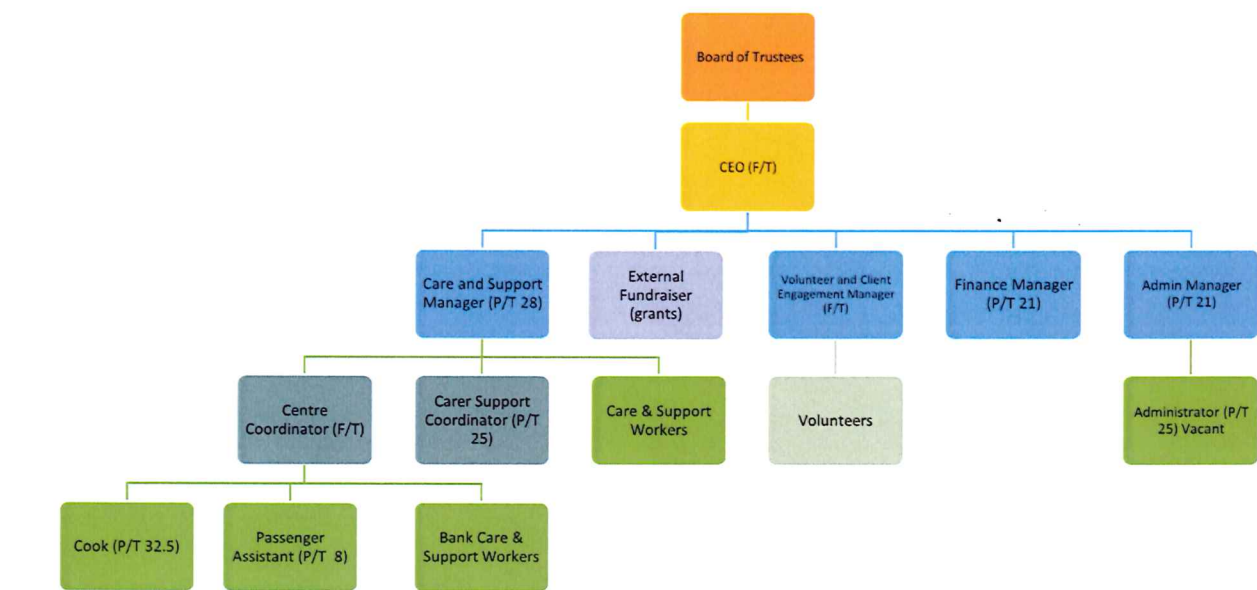 Board of Trustees
CEO (F/T)
Care and Support
Manager (P/T 28)
External
Fundraiser
(grants)
Volunteer and Client
Engagement Manager
(F/T)
Finance Manager
(P/T 21)
Admin Manager
(P/T 21)
Centre
Coordinator (F/T)
Carer Support
Coordinator (P/T
25)
Care & Support
Workers
Volunteers
Administrator (P/T
25) Vacant
Cook (P/T 32.5)
Passenger
Assistant (P/T 8)
Bank Care &
Support Workers